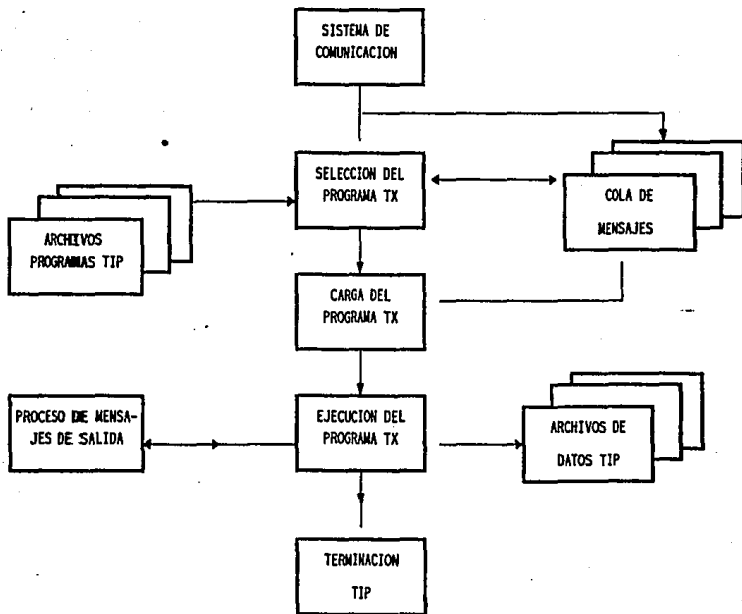 SISTEMA DE
COMUNICACION
SELECCION DEL
PROGRAMA TX
COLA DE
MENSAJES
ARCHIVOS
PROGRAMAS TIP
CARGA DEL
PROGRAMA TX
PROCESO DE MENSA-
JES DE SALIDA
EJECUCION DEL
PROGRAMA TX
ARCHIVOS DE
DATOS TIP
TERMINACION
TIP